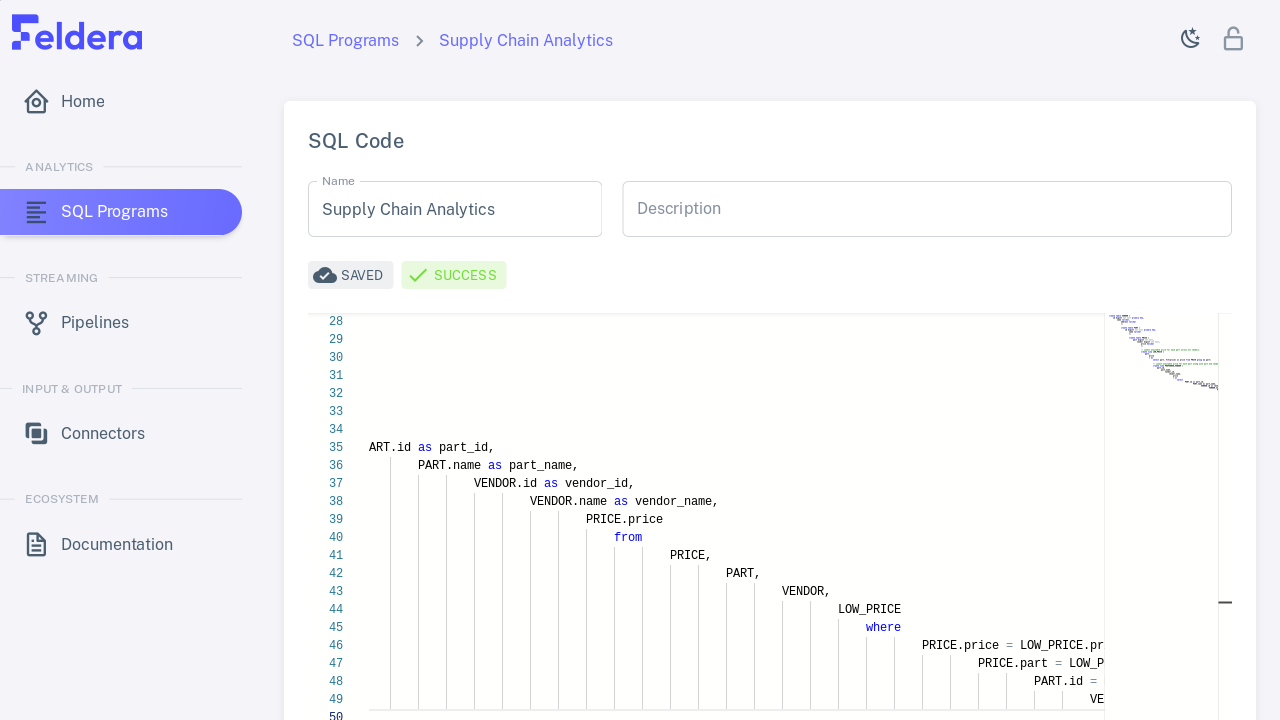 Feldera
SQL Programs > Supply Chain Analytics
Home
ANALYTICS
SQL Programs
STREAMING
Pipelines
INPUT & OUTPUT
Connectors
ECOSYSTEM
Documentation
SQL Code
Name
Supply Chain Analytics
Description
SAVED
SUCCESS
28
29
30
31
32
33
34
35 ART.id as part_id,
36 PART.name as part_name,
37 VENDOR.id as vendor_id,
38 VENDOR.name as vendor_name,
39 PRICE.price
40 from
41 PRICE,
42 PART,
43 VENDOR,
44 LOW_PRICE
45 where
46 PRICE.price = LOW_PRICE.pr
47 PRICE.part = LOW_P
48 PART.id =
49 VE
50